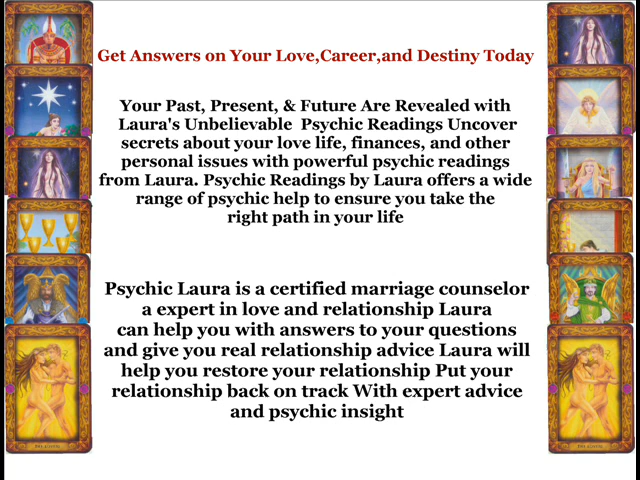 Get Answers on Your Love,Career,and Destiny Today
Your Past, Present, & Future Are Revealed with
Laura's Unbelievable  Psychic Readings Uncover
secrets about your love life, finances, and other
personal issues with powerful psychic readings
from Laura. Psychic Readings by Laura offers a wide
range of psychic help to ensure you take the
right path in your life
Psychic Laura is a certified marriage counselor
a expert in love and relationship Laura
can help you with answers to your questions
and give you real relationship advice Laura will
help you restore your relationship Put your
relationship back on track With expert advice
and psychic insight